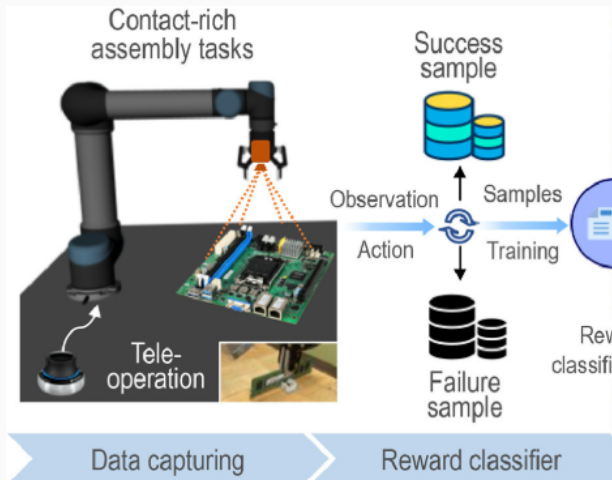 Contact-rich
assembly tasks
Success
sample
Observation
Samples
Action
Training
Tele-
operation
Failure
sample
Data capturing
Reward classifier